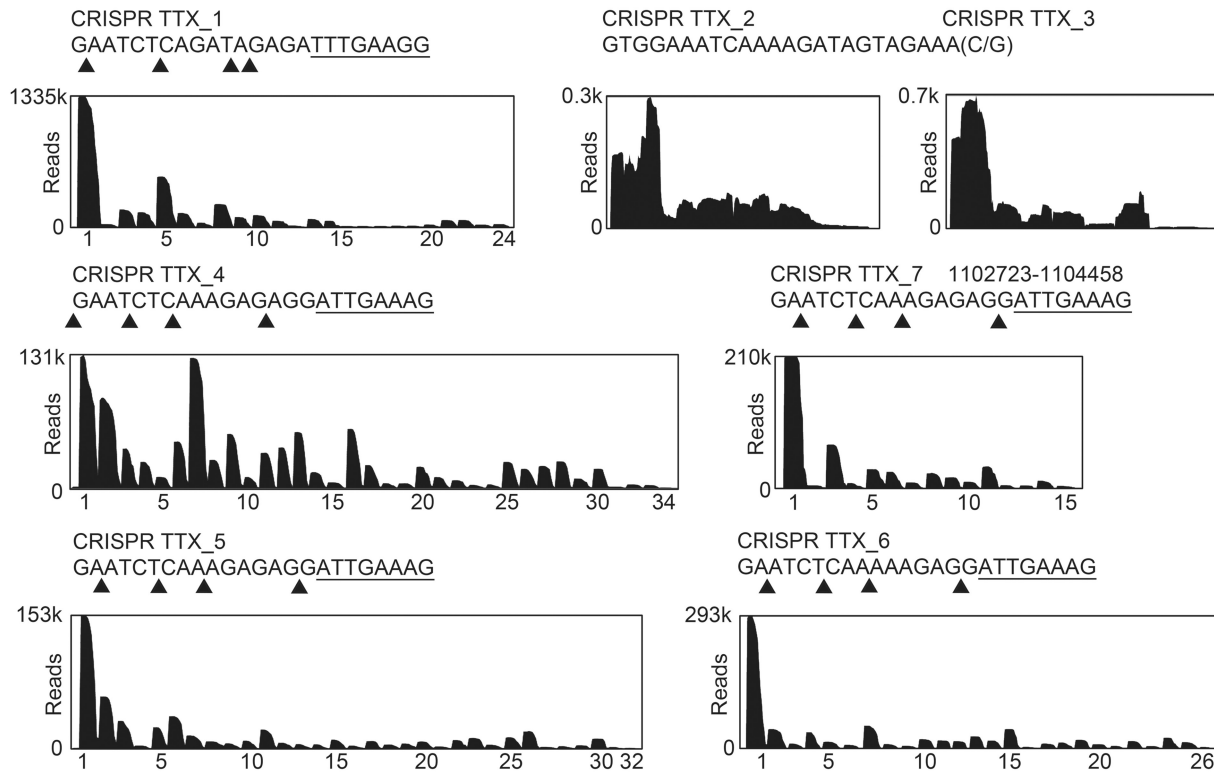 CRISPR TTX_1
GAATCTCAGATAGAGATTTGAAGG
1335k
Reads
0
1 5 10 15 20 24
CRISPR TTX_2 CRISPR TTX_3
GTGGAAATCAAAAGATAGTAGAAA(C/G)
0.3k
Reads
0
0.7k
Reads
0
CRISPR TTX_4
GAATCTCAAAGAGAGGATTGAAAG
131k
Reads
0
1 5 10 15 20 25 30 34
CRISPR TTX_7 1102723-1104458
GAATCTCAAAGAGAGGATTGAAAG
210k
Reads
0
1 5 10 15
CRISPR TTX_5
GAATCTCAAAGAGAGGATTGAAAG
153k
Reads
0
1 5 10 15 20 25 30 32
CRISPR TTX_6
GAATCTCAAAAAGAGGATTGAAAG
293k
Reads
0
1 5 10 15 20 26